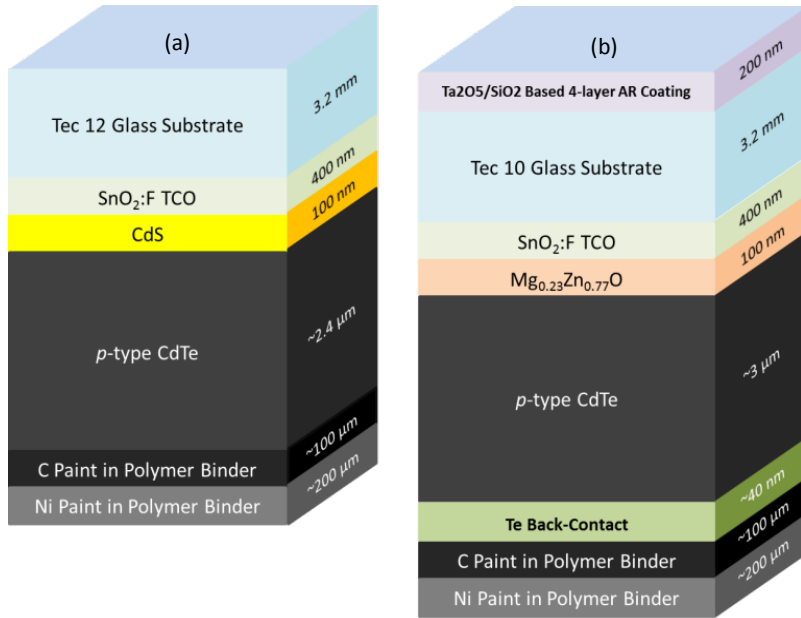 (a)
Tec 12 Glass Substrate
3.2 mm
SnO₂:F TCO
400 nm
CdS
100 nm
p-type CdTe
~2.4 μm
C Paint in Polymer Binder
~100 μm
Ni Paint in Polymer Binder
~200 μm
(b)
Ta2O5/SiO2 Based 4-layer AR Coating
200 nm
Tec 10 Glass Substrate
3.2 mm
SnO₂:F TCO
400 nm
Mg₀.₂₃Zn₀.₇₇O
100 nm
p-type CdTe
~3 μm
Te Back-Contact
~40 nm
C Paint in Polymer Binder
~100 μm
Ni Paint in Polymer Binder
~200 μm